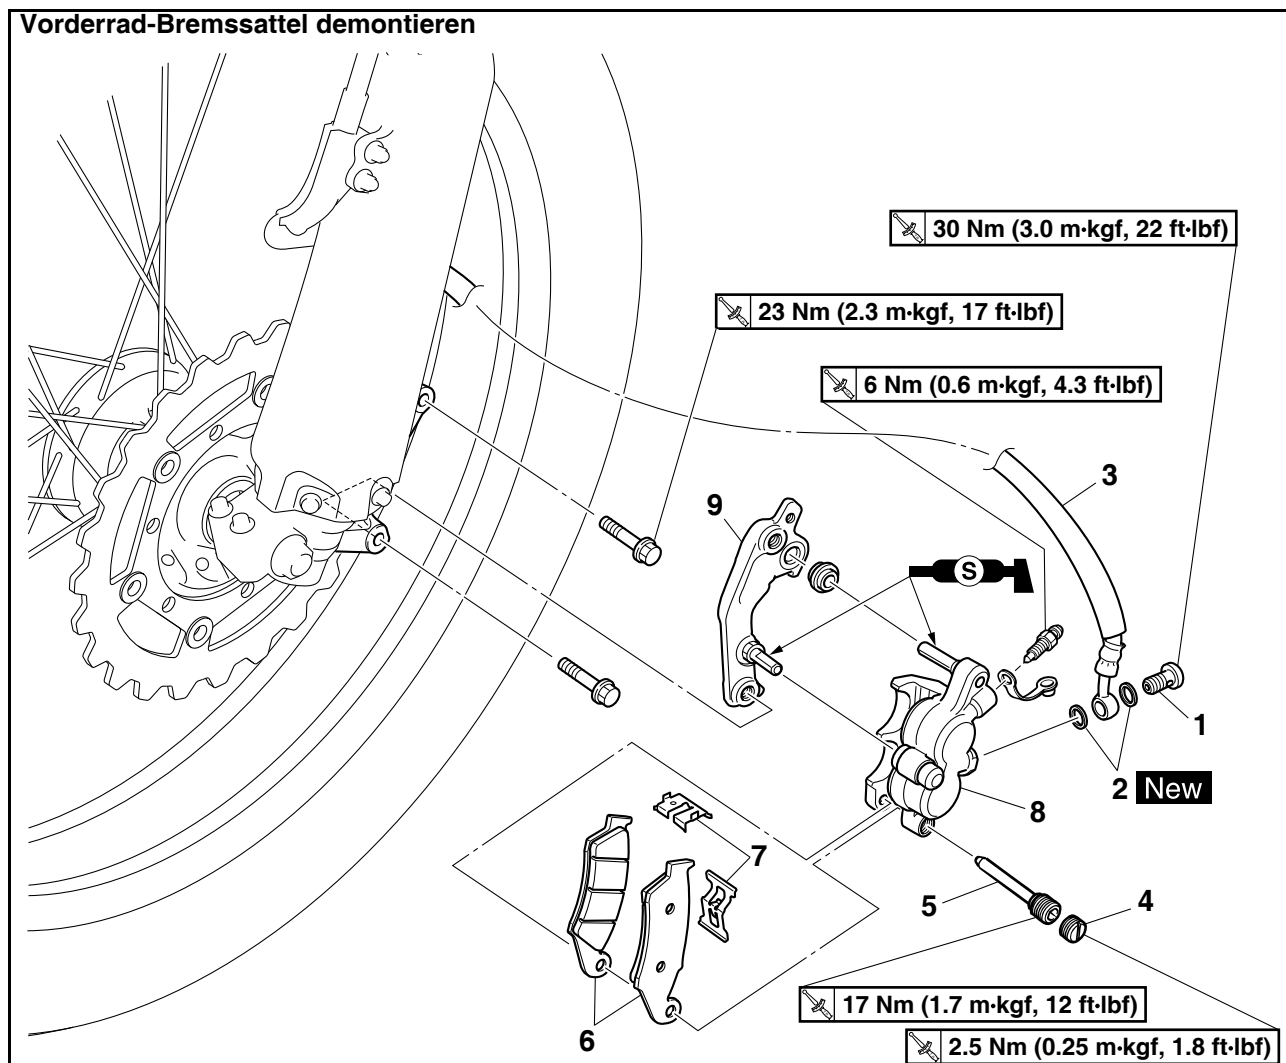 Vorderrad-Bremssattel demontieren
30 Nm (3.0 m·kgf, 22 ft·lbf)
23 Nm (2.3 m·kgf, 17 ft·lbf)
6 Nm (0.6 m·kgf, 4.3 ft·lbf)
3
9
S
1
2 New
8
7
5
4
6
17 Nm (1.7 m·kgf, 12 ft·lbf)
2.5 Nm (0.25 m·kgf, 1.8 ft·lbf)